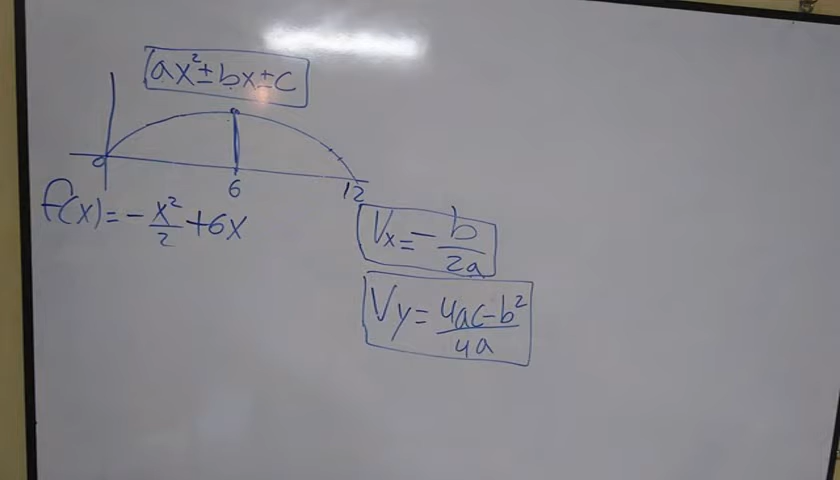 ax²±bx±c
0 6 12
f(x)=-x²/2+6x
Vx=-b/2a
Vy=4ac-b²/4a